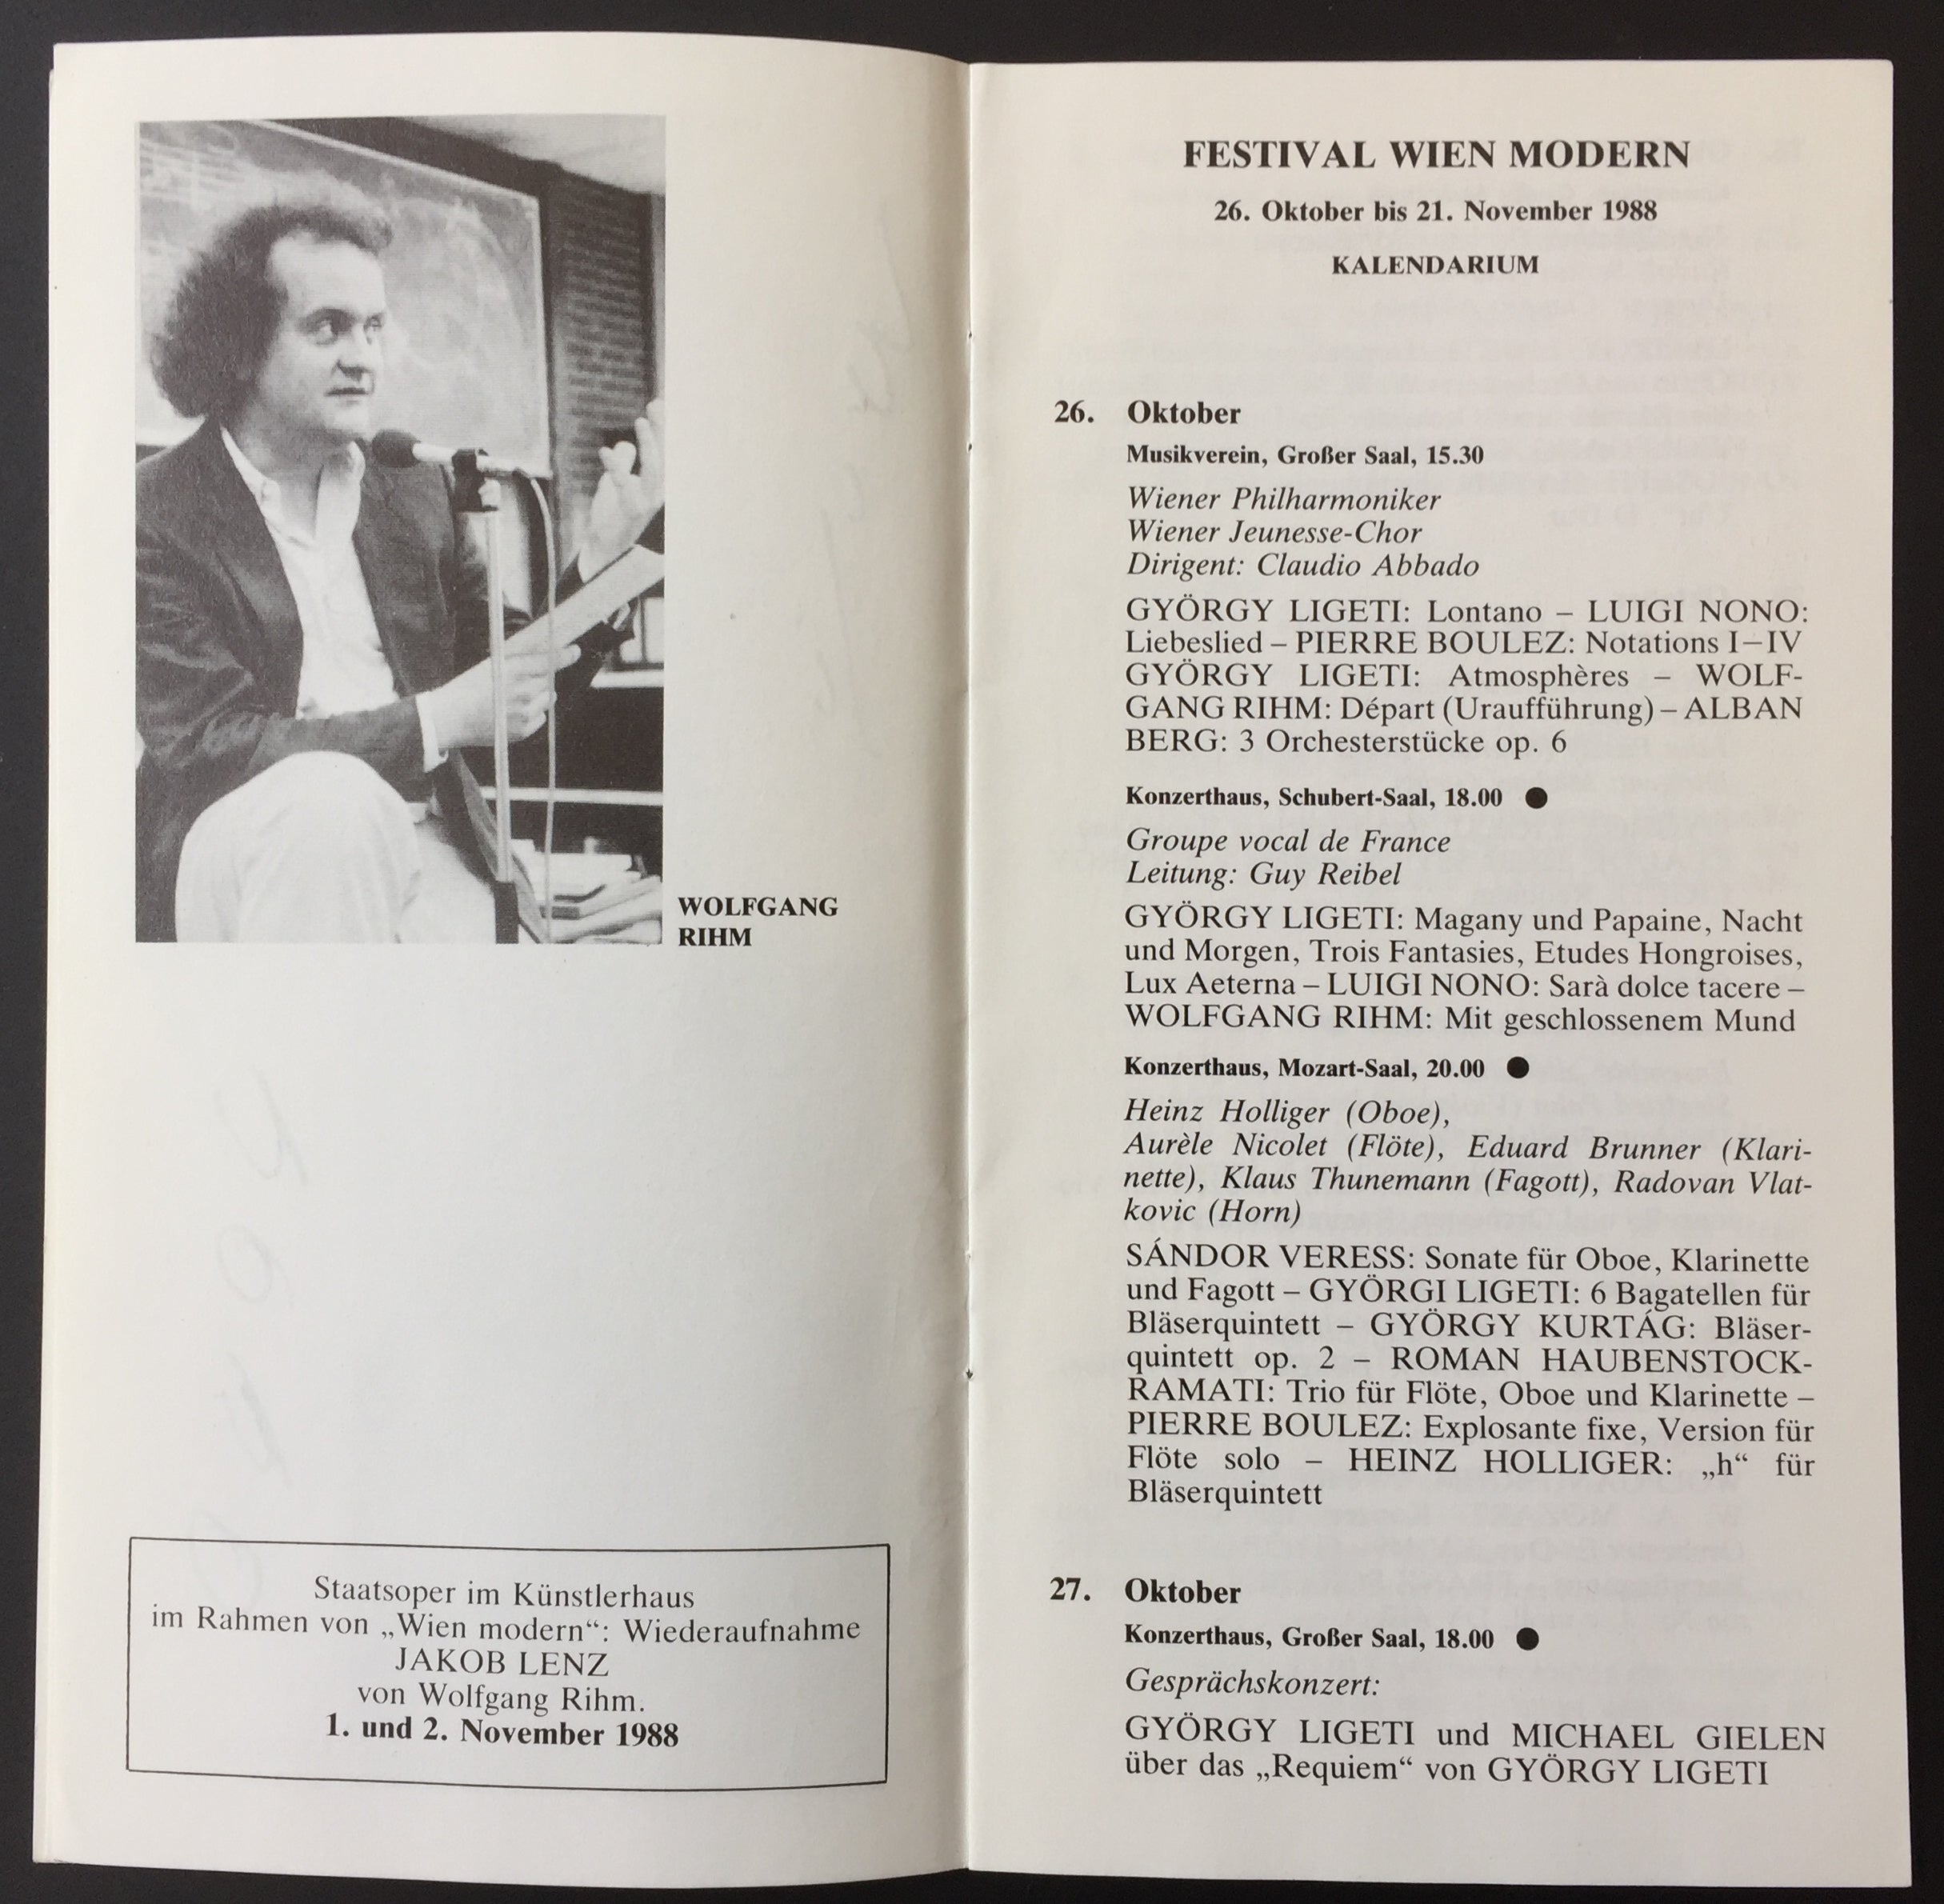 WOLFGANG
RIHM
Staatsoper im Künstlerhaus
im Rahmen von „Wien modern“: Wiederaufnahme
JAKOB LENZ
von Wolfgang Rihm.
1. und 2. November 1988
FESTIVAL WIEN MODERN
26. Oktober bis 21. November 1988
KALENDARIUM
26. Oktober
Musikverein, Großer Saal, 15.30
Wiener Philharmoniker
Wiener Jeunesse-Chor
Dirigent: Claudio Abbado
GYÖRGY LIGETI: Lontano – LUIGI NONO:
Liebeslied – PIERRE BOULEZ: Notations I–IV
GYÖRGY LIGETI: Atmosphères – WOLF-
GANG RIHM: Départ (Uraufführung) – ALBAN
BERG: 3 Orchesterstücke op. 6
Konzerthaus, Schubert-Saal, 18.00 ●
Groupe vocal de France
Leitung: Guy Reibel
GYÖRGY LIGETI: Magany und Papaine, Nacht
und Morgen, Trois Fantasies, Etudes Hongroises,
Lux Aeterna – LUIGI NONO: Sarà dolce tacere –
WOLFGANG RIHM: Mit geschlossenem Mund
Konzerthaus, Mozart-Saal, 20.00 ●
Heinz Holliger (Oboe),
Aurèle Nicolet (Flöte), Eduard Brunner (Klari-
nette), Klaus Thunemann (Fagott), Radovan Vlat-
kovic (Horn)
SÁNDOR VERESS: Sonate für Oboe, Klarinette
und Fagott – GYÖRGI LIGETI: 6 Bagatellen für
Bläserquintett – GYÖRGY KURTÁG: Bläser-
quintett op. 2 – ROMAN HAUBENSTOCK-
RAMATI: Trio für Flöte, Oboe und Klarinette –
PIERRE BOULEZ: Explosante fixe, Version für
Flöte solo – HEINZ HOLLIGER: „h“ für
Bläserquintett
27. Oktober
Konzerthaus, Großer Saal, 18.00 ●
Gesprächskonzert:
GYÖRGY LIGETI und MICHAEL GIELEN
über das „Requiem“ von GYÖRGY LIGETI